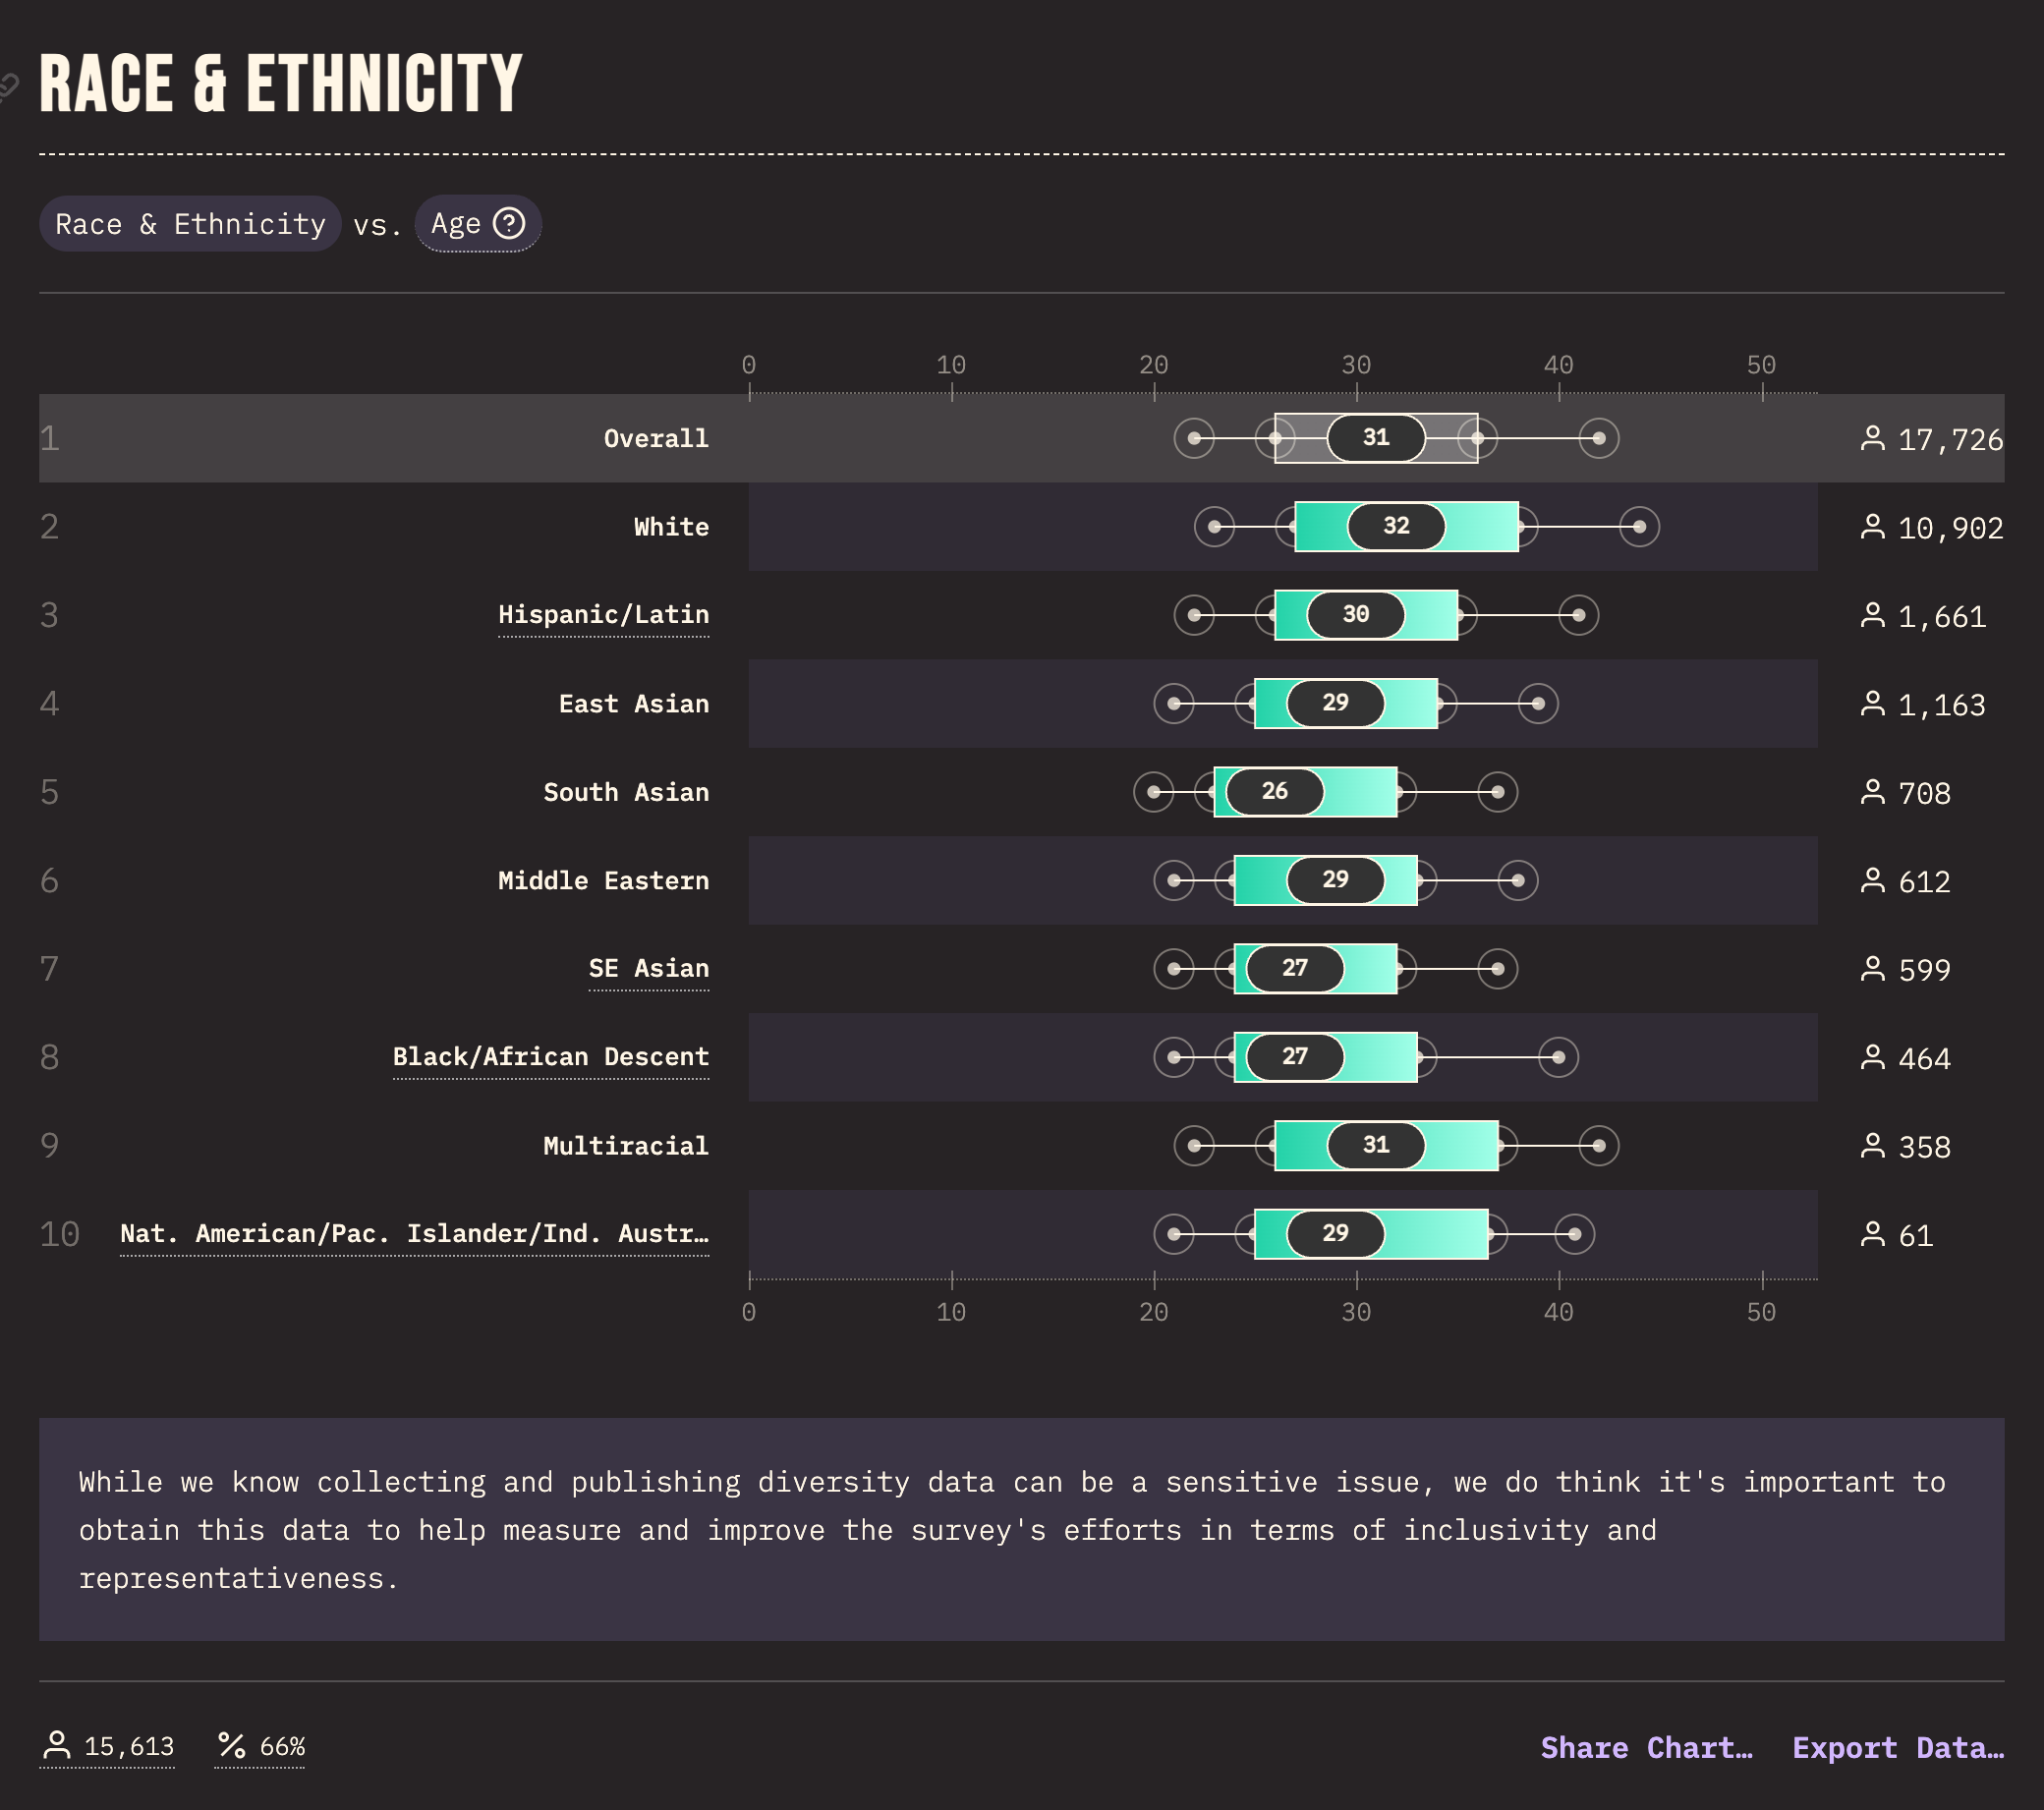 RACE & ETHNICITY
Race & Ethnicity vs. Age ?
0 10 20 30 40 50
1 Overall 31 17,726
2 White 32 10,902
3 Hispanic/Latin 30 1,661
4 East Asian 29 1,163
5 South Asian 26 708
6 Middle Eastern 29 612
7 SE Asian 27 599
8 Black/African Descent 27 464
9 Multiracial 31 358
10 Nat. American/Pac. Islander/Ind. Austr… 29 61
0 10 20 30 40 50
While we know collecting and publishing diversity data can be a sensitive issue, we do think it's important to
obtain this data to help measure and improve the survey's efforts in terms of inclusivity and
representativeness.
15,613 % 66% Share Chart… Export Data…